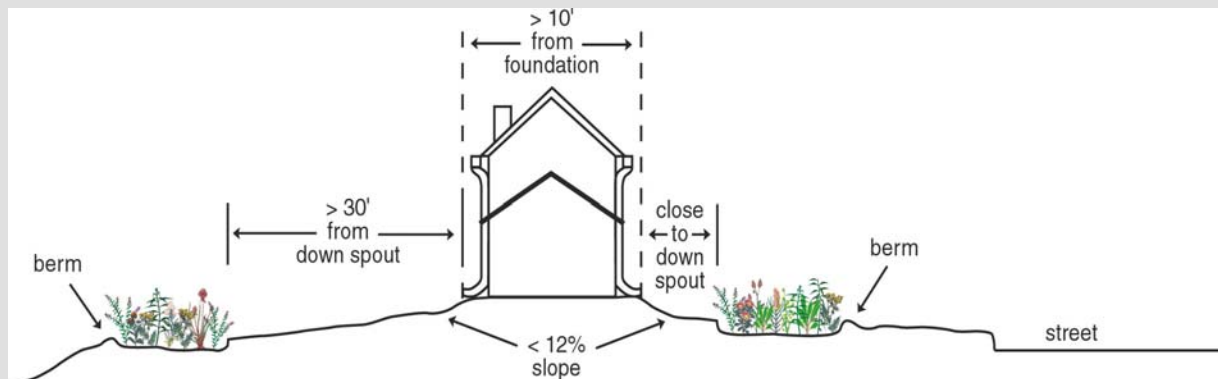 > 10'
from
foundation
> 30'
from
down spout
close
to
down
spout
berm
berm
< 12%
slope
street